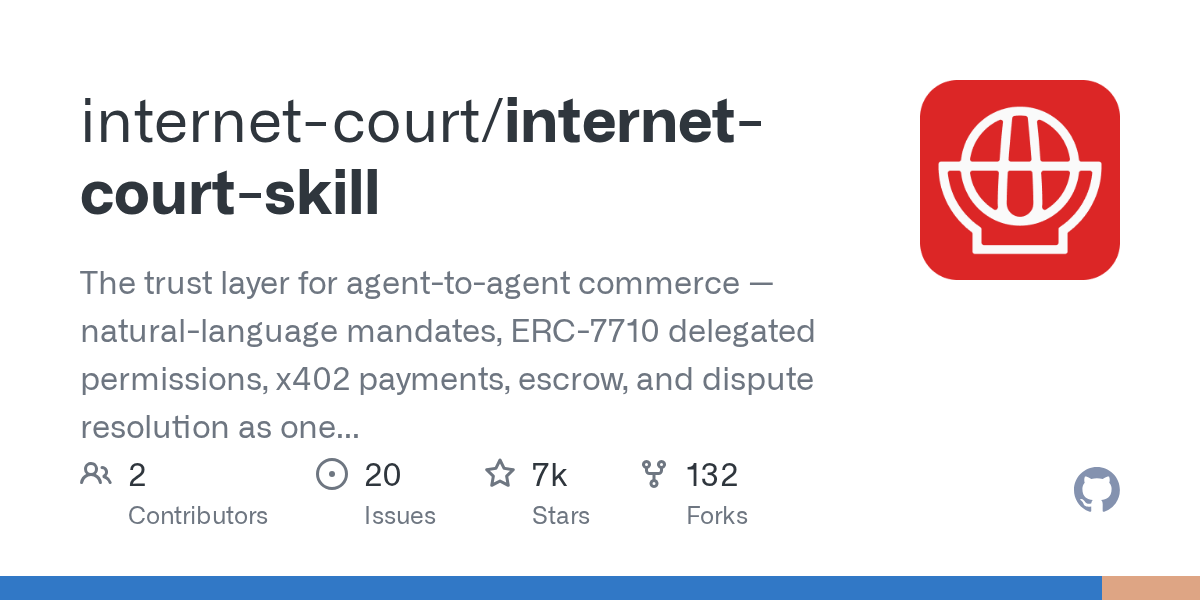 internet-court/internet-
court-skill
The trust layer for agent-to-agent commerce —
natural-language mandates, ERC-7710 delegated
permissions, x402 payments, escrow, and dispute
resolution as one...
2 20 7k 132
Contributors Issues Stars Forks